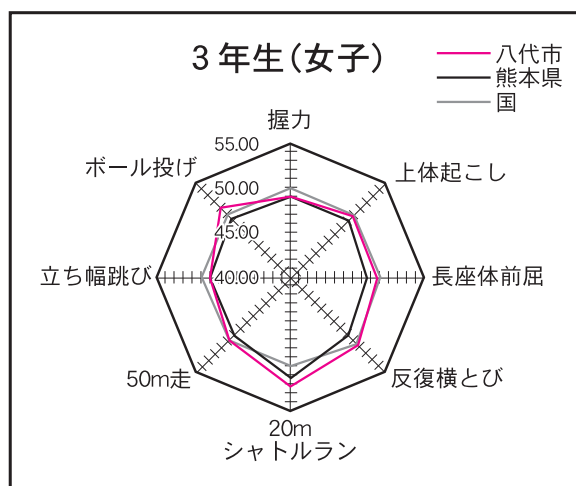 3年生(女子)
八代市
熊本県
国
握力
55.00
50.00
45.00
40.00
上体起こし
長座体前屈
反復横とび
20m
シャトルラン
50m走
立ち幅跳び
ボール投げ